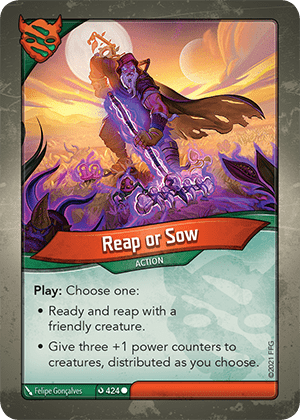 Reap or Sow
ACTION
Play: Choose one:
• Ready and reap with a
friendly creature.
• Give three +1 power counters to
creatures, distributed as you choose.
©2021 FFG
Felipe Gonçalves
424